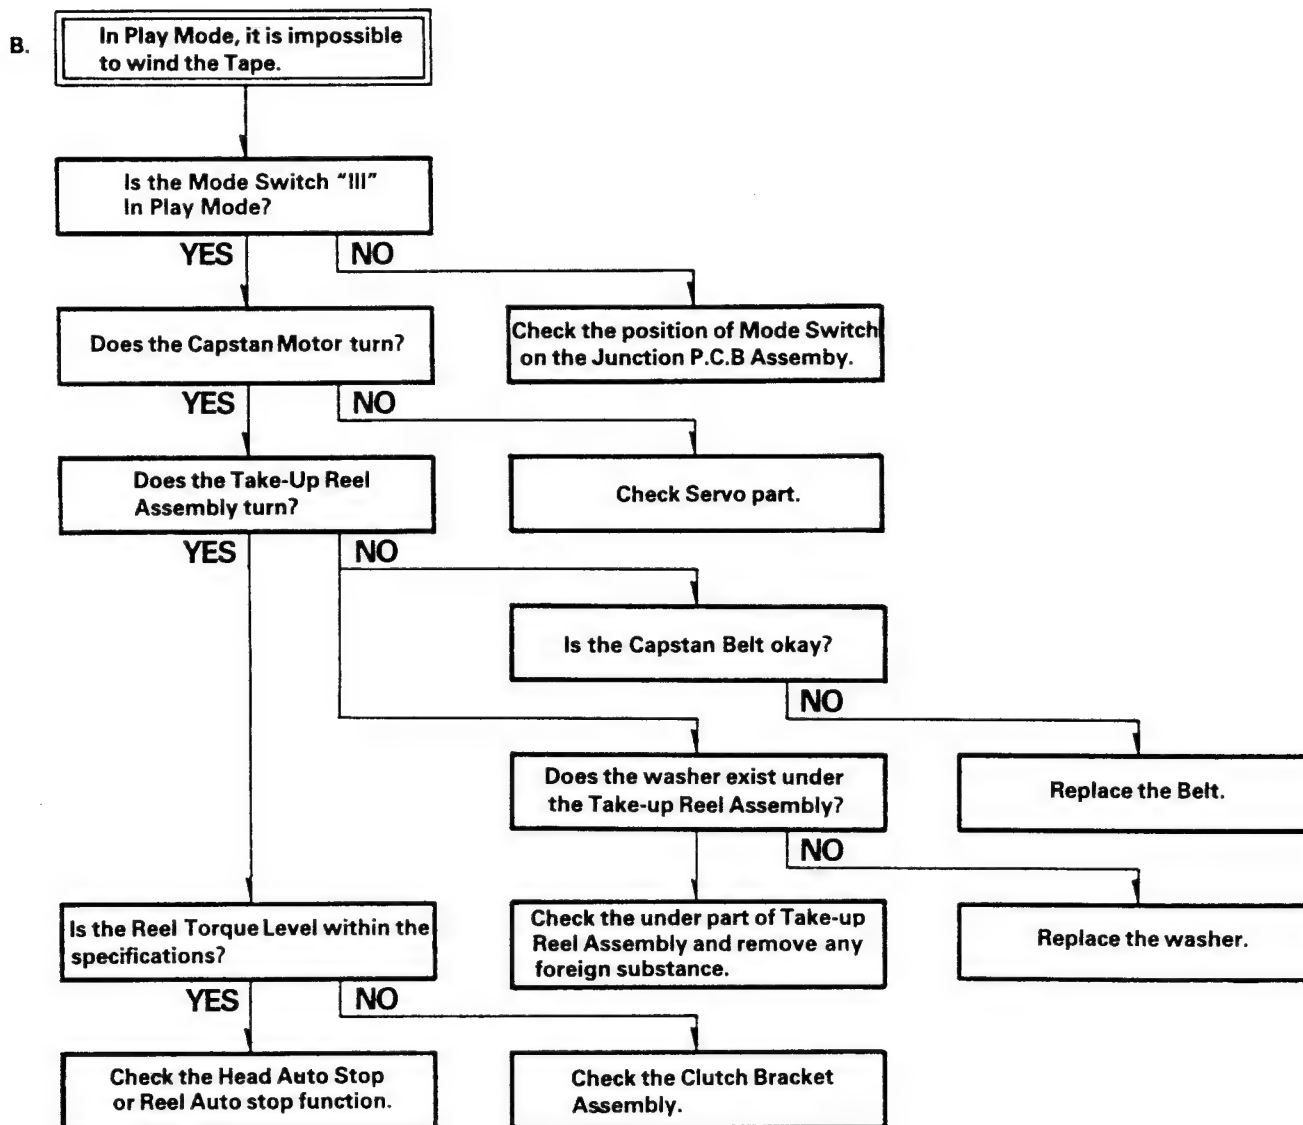 B.
In Play Mode, it is impossible
to wind the Tape.
Is the Mode Switch “III”
In Play Mode?
YES
NO
Does the Capstan Motor turn?
Check the position of Mode Switch
on the Junction P.C.B Assemby.
YES
NO
Does the Take-Up Reel
Assembly turn?
Check Servo part.
YES
NO
Is the Capstan Belt okay?
NO
Does the washer exist under
the Take-up Reel Assembly?
Replace the Belt.
NO
Is the Reel Torque Level within the
specifications?
Check the under part of Take-up
Reel Assembly and remove any
foreign substance.
Replace the washer.
YES
NO
Check the Head Auto Stop
or Reel Auto stop function.
Check the Clutch Bracket
Assembly.